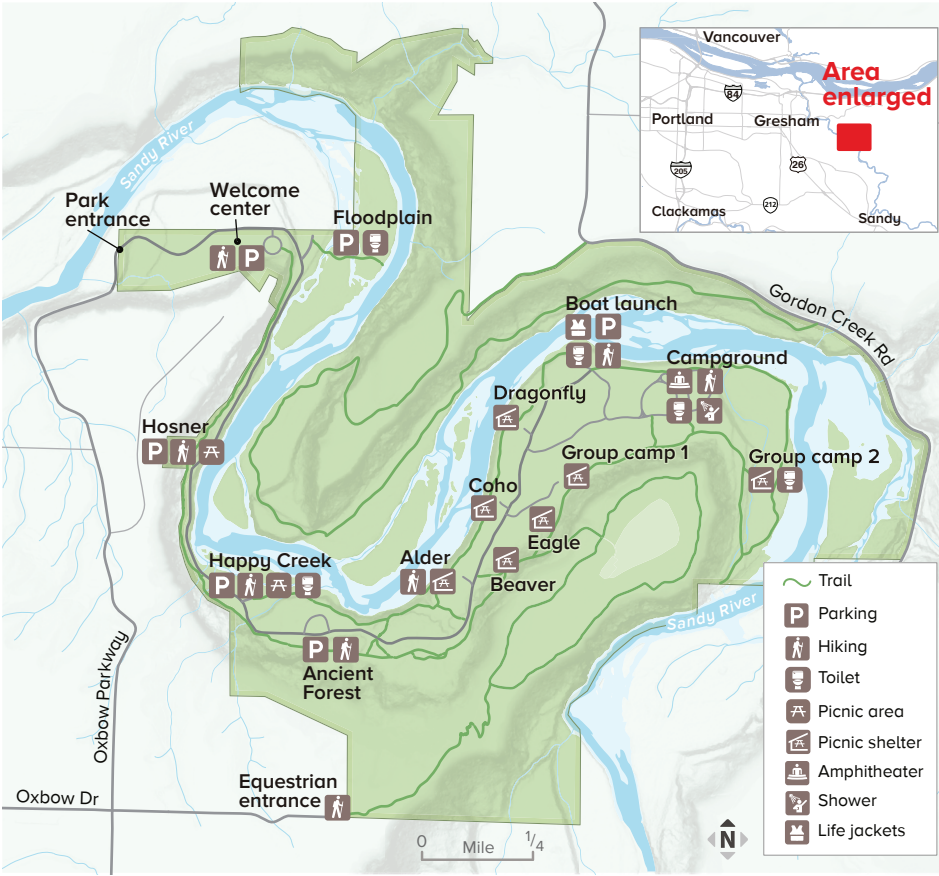 Vancouver
Area
enlarged
84
Portland
Gresham
26
205
212
Clackamas
Sandy
Sandy River
Park
entrance
Welcome
center
P
Floodplain
P
Gordon Creek Rd
Boat launch
P
Campground
Dragonfly
Hosner
P
Group camp 1
Group camp 2
Coho
Eagle
Happy Creek
P
Alder
Beaver
Sandy River
P
Ancient
Forest
Oxbow Parkway
Equestrian
entrance
Oxbow Dr
0
Mile
1/4
N
Trail
P Parking
Hiking
Toilet
Picnic area
Picnic shelter
Amphitheater
Shower
Life jackets